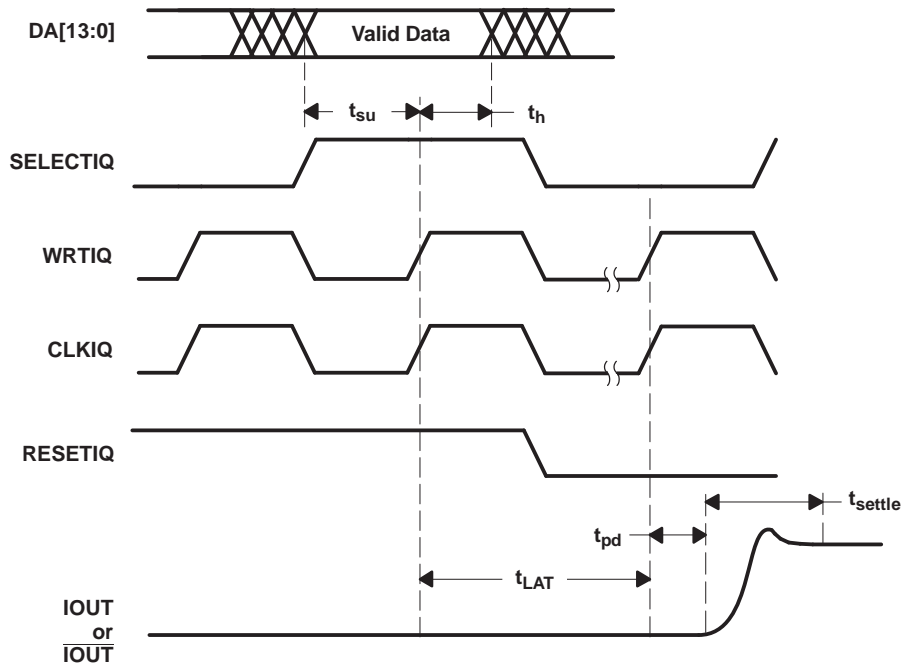 DA[13:0]
Valid Data
tsu
th
SELECTIQ
WRTIQ
CLKIQ
RESETIQ
tsettle
tpd
tLAT
IOUT
or
IOUT